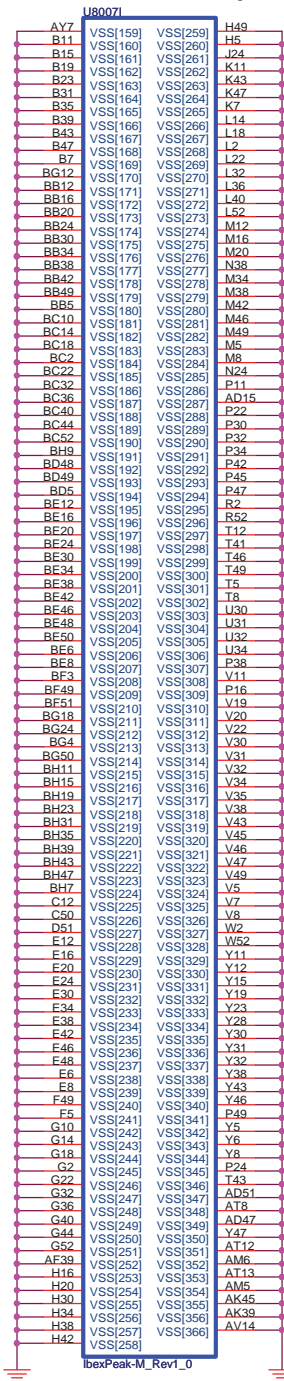 U8007I
AY7 VSS[159] VSS[259] H49
B11 VSS[160] VSS[260] H5
B15 VSS[161] VSS[261] J24
B19 VSS[162] VSS[262] K11
B23 VSS[163] VSS[263] K43
B31 VSS[164] VSS[264] K47
B35 VSS[165] VSS[265] K7
B39 VSS[166] VSS[266] L14
B43 VSS[167] VSS[267] L18
B47 VSS[168] VSS[268] L2
B7 VSS[169] VSS[269] L22
BG12 VSS[170] VSS[270] L32
BB12 VSS[171] VSS[271] L36
BB16 VSS[172] VSS[272] L40
BB20 VSS[173] VSS[273] L52
BB24 VSS[174] VSS[274] M12
BB30 VSS[175] VSS[275] M16
BB34 VSS[176] VSS[276] M20
BB38 VSS[177] VSS[277] N38
BB42 VSS[178] VSS[278] M34
BB49 VSS[179] VSS[279] M38
BB5 VSS[180] VSS[280] M42
BC10 VSS[181] VSS[281] M46
BC14 VSS[182] VSS[282] M49
BC18 VSS[183] VSS[283] M5
BC2 VSS[184] VSS[284] M8
BC22 VSS[185] VSS[285] N24
BC32 VSS[186] VSS[286] P11
BC36 VSS[187] VSS[287] AD15
BC40 VSS[188] VSS[288] P22
BC44 VSS[189] VSS[289] P30
BC52 VSS[190] VSS[290] P32
BH9 VSS[191] VSS[291] P34
BD48 VSS[192] VSS[292] P42
BD49 VSS[193] VSS[293] P45
BD5 VSS[194] VSS[294] P47
BE12 VSS[195] VSS[295] R2
BE16 VSS[196] VSS[296] R52
BE20 VSS[197] VSS[297] T12
BE24 VSS[198] VSS[298] T41
BE30 VSS[199] VSS[299] T46
BE34 VSS[200] VSS[300] T49
BE38 VSS[201] VSS[301] T5
BE42 VSS[202] VSS[302] T8
BE46 VSS[203] VSS[303] U30
BE48 VSS[204] VSS[304] U31
BE50 VSS[205] VSS[305] U32
BE6 VSS[206] VSS[306] U34
BE8 VSS[207] VSS[307] P38
BF3 VSS[208] VSS[308] V11
BF49 VSS[209] VSS[309] P16
BF51 VSS[210] VSS[310] V19
BG18 VSS[211] VSS[311] V20
BG24 VSS[212] VSS[312] V22
BG4 VSS[213] VSS[313] V30
BG50 VSS[214] VSS[314] V31
BH11 VSS[215] VSS[315] V32
BH15 VSS[216] VSS[316] V34
BH19 VSS[217] VSS[317] V35
BH23 VSS[218] VSS[318] V38
BH31 VSS[219] VSS[319] V43
BH35 VSS[220] VSS[320] V45
BH39 VSS[221] VSS[321] V46
BH43 VSS[222] VSS[322] V47
BH47 VSS[223] VSS[323] V49
BH7 VSS[224] VSS[324] V5
C12 VSS[225] VSS[325] V7
C50 VSS[226] VSS[326] V8
D51 VSS[227] VSS[327] W2
E12 VSS[228] VSS[328] W52
E16 VSS[229] VSS[329] Y11
E20 VSS[230] VSS[330] Y12
E24 VSS[231] VSS[331] Y15
E30 VSS[232] VSS[332] Y19
E34 VSS[233] VSS[333] Y23
E38 VSS[234] VSS[334] Y28
E42 VSS[235] VSS[335] Y30
E46 VSS[236] VSS[336] Y31
E48 VSS[237] VSS[337] Y32
E6 VSS[238] VSS[338] Y38
E8 VSS[239] VSS[339] Y43
F49 VSS[240] VSS[340] Y46
F5 VSS[241] VSS[341] P49
G10 VSS[242] VSS[342] Y5
G14 VSS[243] VSS[343] Y6
G18 VSS[244] VSS[344] Y8
G2 VSS[245] VSS[345] P24
G22 VSS[246] VSS[346] T43
G32 VSS[247] VSS[347] AD51
G36 VSS[248] VSS[348] AT8
G40 VSS[249] VSS[349] AD47
G44 VSS[250] VSS[350] Y47
G52 VSS[251] VSS[351] AT12
AF39 VSS[252] VSS[352] AM6
H16 VSS[253] VSS[353] AT13
H20 VSS[254] VSS[354] AM5
H30 VSS[255] VSS[355] AK45
H34 VSS[256] VSS[356] AK39
H38 VSS[257] VSS[366] AV14
H42 VSS[258]
IbexPeak-M_Rev1_0